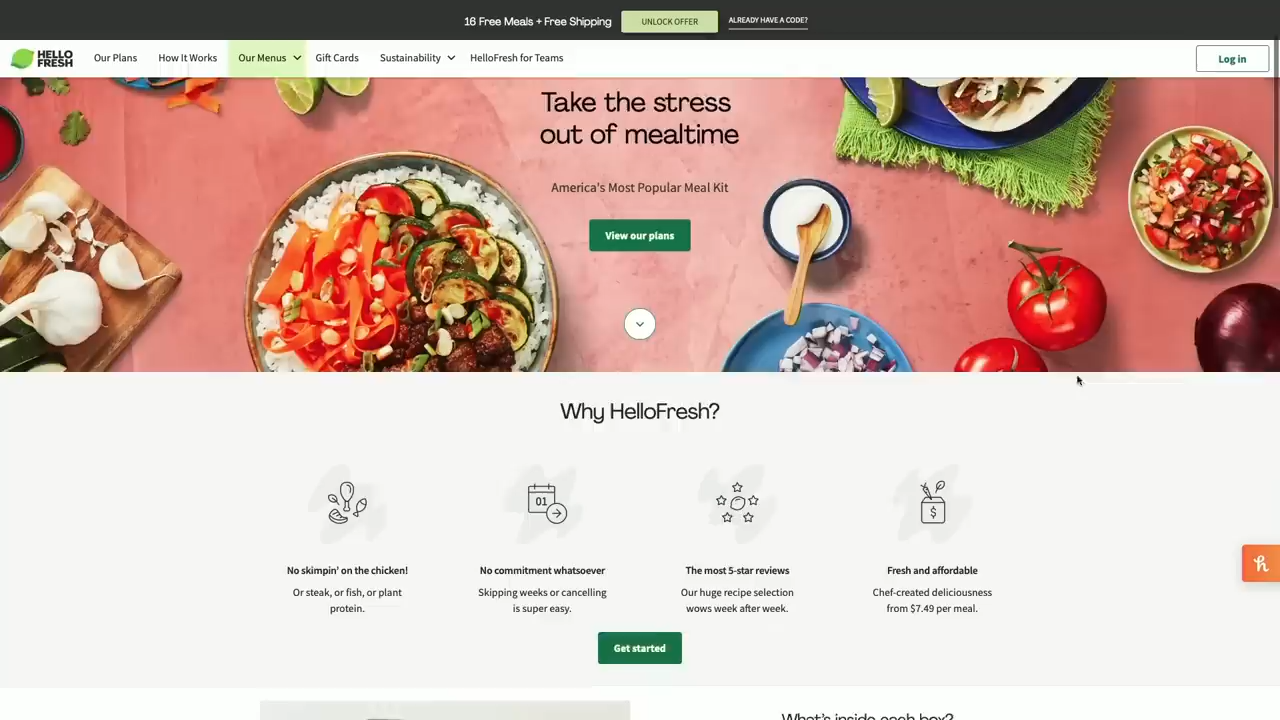 16 Free Meals + Free Shipping
UNLOCK OFFER
ALREADY HAVE A CODE?
HELLO
FRESH
Our Plans
How It Works
Our Menus
Gift Cards
Sustainability
HelloFresh for Teams
Log in
Take the stress
out of mealtime
America's Most Popular Meal Kit
View our plans
Why HelloFresh?
01
$
No skimpin' on the chicken!
Or steak, or fish, or plant
protein.
No commitment whatsoever
Skipping weeks or cancelling
is super easy.
The most 5-star reviews
Our huge recipe selection
wows week after week.
Fresh and affordable
Chef-created deliciousness
from $7.49 per meal.
h
Get started
What's inside each box?